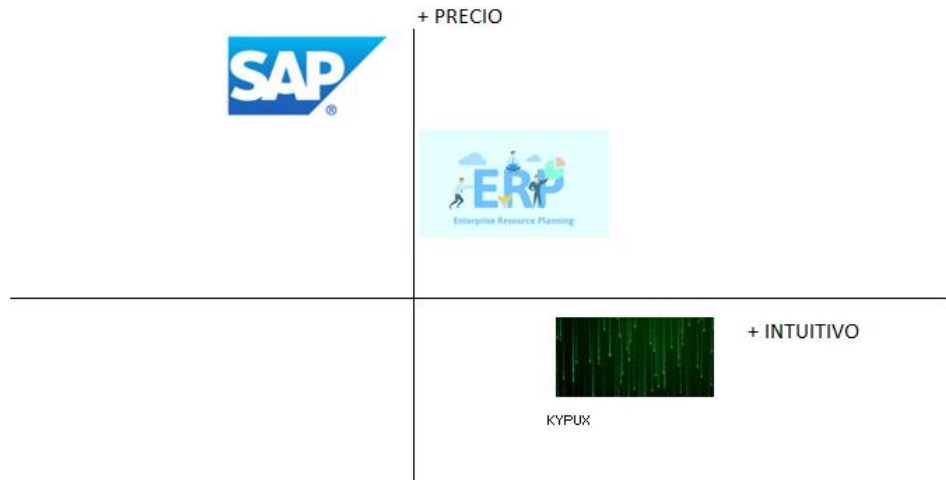 + PRECIO
SAP
®
ERP
Enterprise Resource Planning
+ INTUITIVO
KYPUX